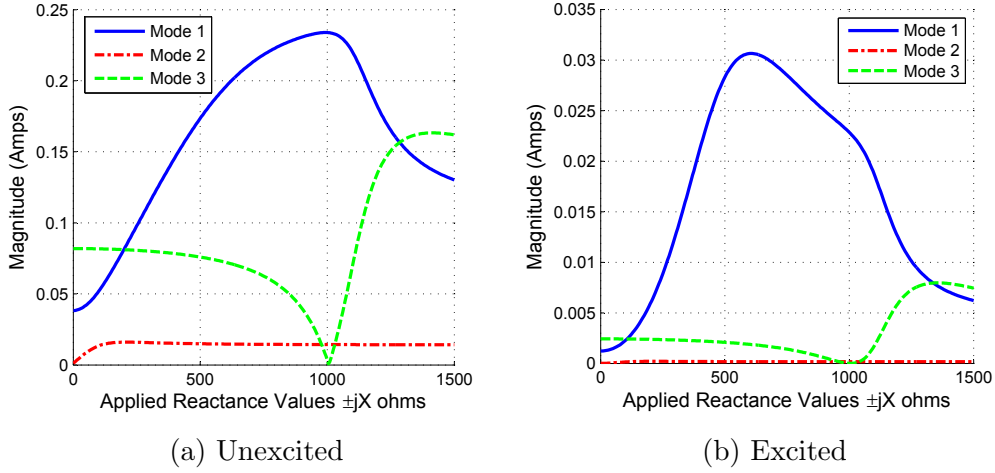 0.25
0.2
0.15
0.1
0.05
0
Magnitude (Amps)
Mode 1
Mode 2
Mode 3
0 500 1000 1500
Applied Reactance Values ±jX ohms
(a) Unexcited
0.035
0.03
0.025
0.02
0.015
0.01
0.005
0
Magnitude (Amps)
Mode 1
Mode 2
Mode 3
0 500 1000 1500
Applied Reactance Values ±jX ohms
(b) Excited